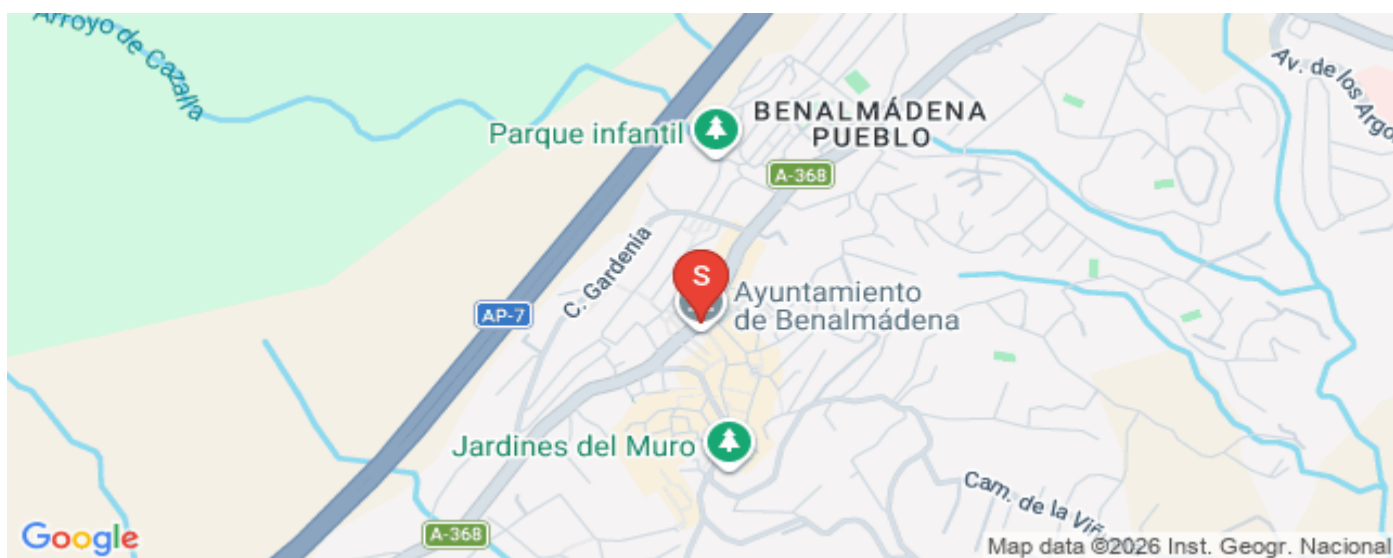 Arroyo de Cazalla
Av. de los Argo
BENALMÁDENA
PUEBLO
Parque infantil
A-368
C. Gardenia
S
AP-7
Ayuntamiento
de Benalmádena
Jardines del Muro
Cam. de la Viñ
A-368
Google
Map data ©2026 Inst. Geogr. Nacional